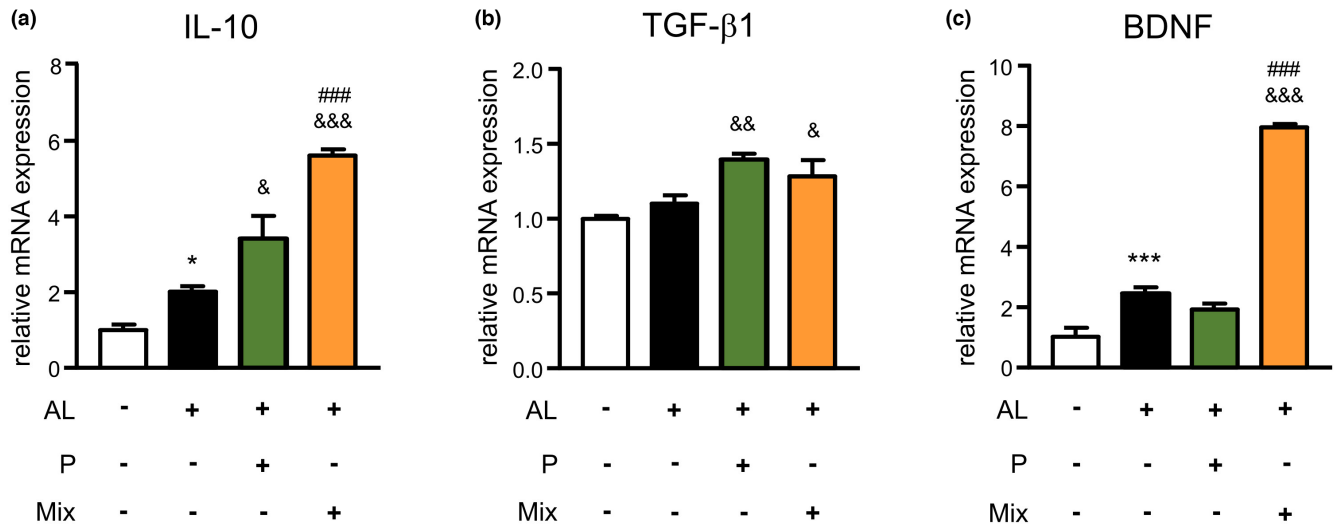 (a) IL-10
relative mRNA expression
8
6
4
2
0
*
&
###
&&&
AL - + + +
P - - + -
Mix - - - +
(b) TGF-β1
relative mRNA expression
2.0
1.5
1.0
0.5
0.0
&&
&
AL - + + +
P - - + -
Mix - - - +
(c) BDNF
relative mRNA expression
10
8
6
4
2
0
***
###
&&&
AL - + + +
P - - + -
Mix - - - +